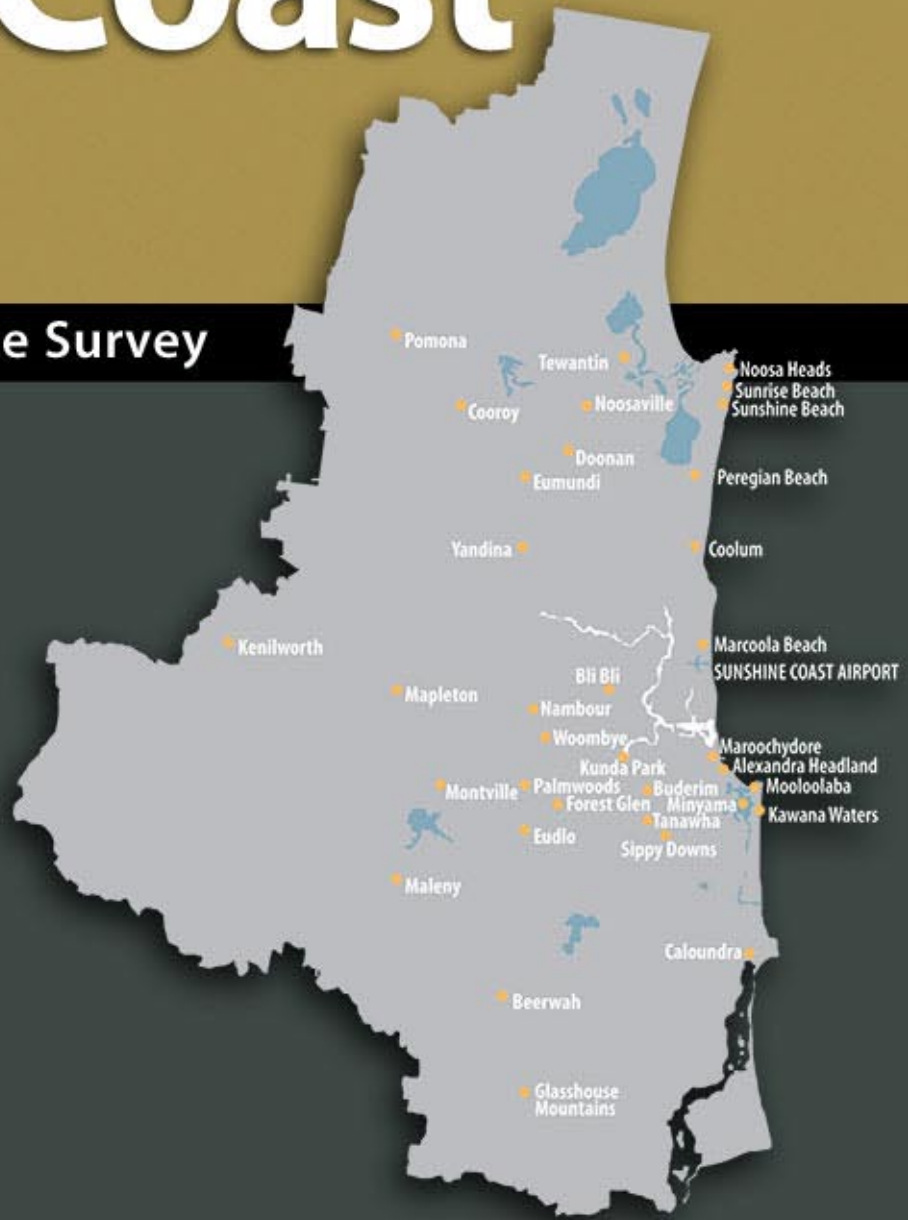 Coast
e Survey
Pomona
Tewantin
Noosa Heads
Sunrise Beach
Cooroy
Noosaville
Sunshine Beach
Doonan
Eumundi
Peregian Beach
Yandina
Coolum
Kenilworth
Marcoola Beach
SUNSHINE COAST AIRPORT
Bli Bli
Mapleton
Nambour
Woombye
Maroochydore
Kunda Park
Alexandra Headland
Montville
Palmwoods
Buderim
Mooloolaba
Forest Glen
Minyama
Kawana Waters
Tanawha
Eudlo
Sippy Downs
Maleny
Caloundra
Beerwah
Glasshouse
Mountains